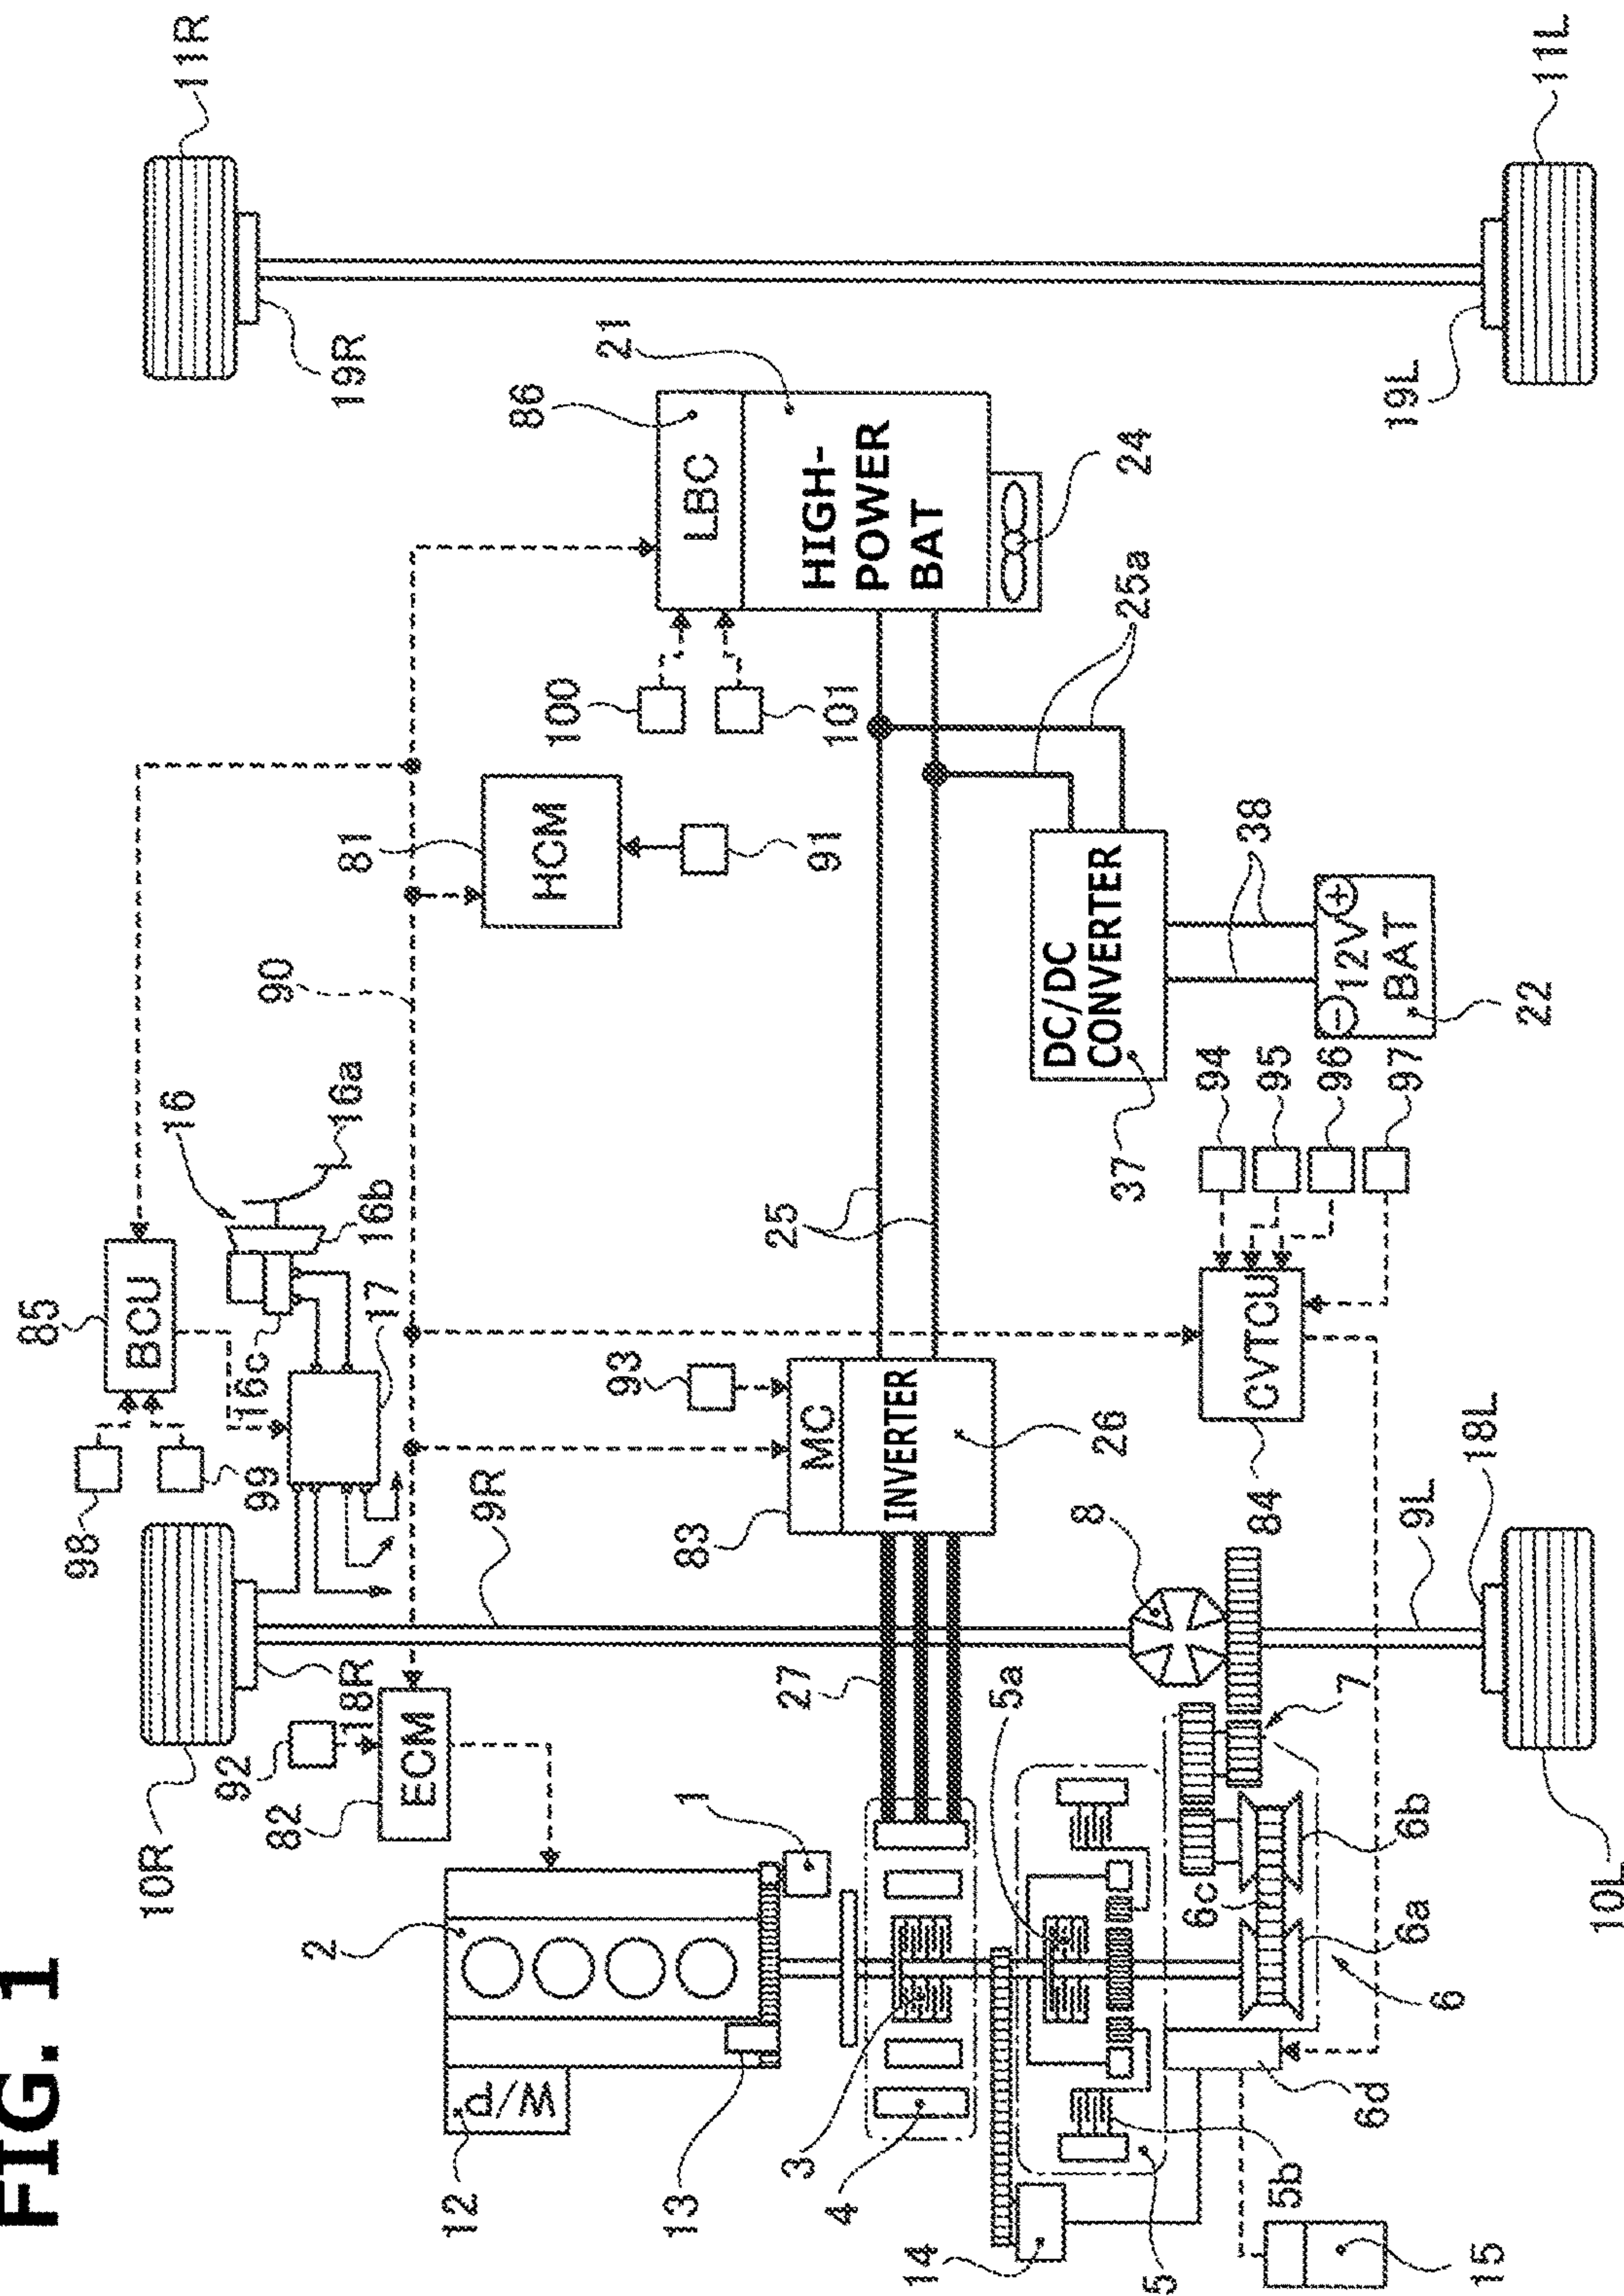 FIG. 1
10R
98
85
BCU
16
11R
99
92
18R
16c
16b
16a
90
19R
82
ECM
17
9R
81
HCM
91
100
101
86
LBC
21
HIGH-
POWER
BAT
24
12
W/P
2
1
13
83
93
MC
INVERTER
26
25
25a
27
3
4
5a
8
37
DC/DC
CONVERTER
38
14
5
5b
6c
84
CVTCU
94
95
96
97
12V
BAT
+
−
22
15
6d
6
6a
6b
7
9L
18L
10L
19L
11L